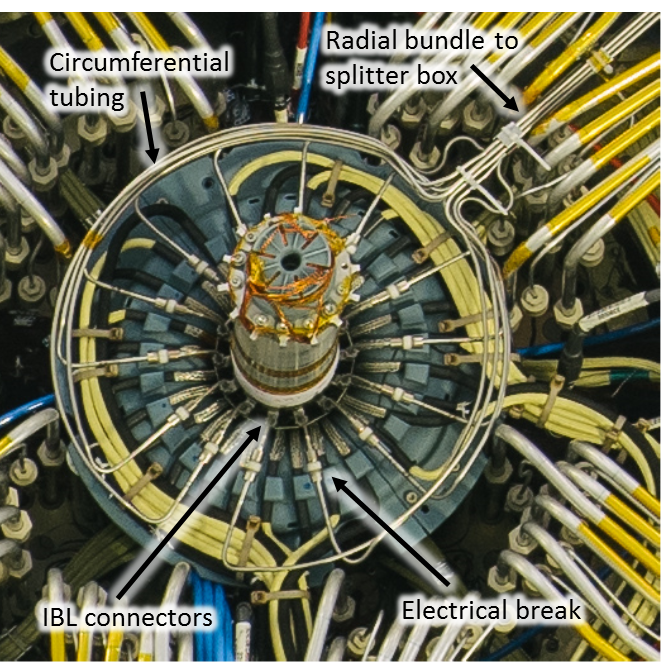 Circumferential
tubing
Radial bundle to
splitter box
IBL connectors
Electrical break